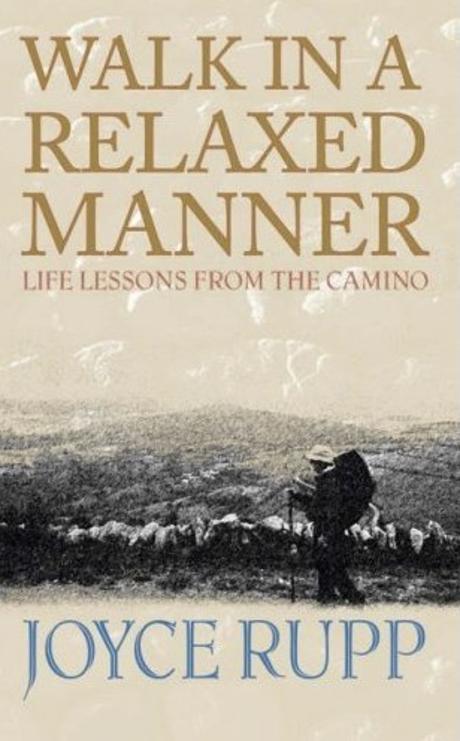 WALK IN A
RELAXED
MANNER
LIFE LESSONS FROM THE CAMINO
JOYCE RUPP